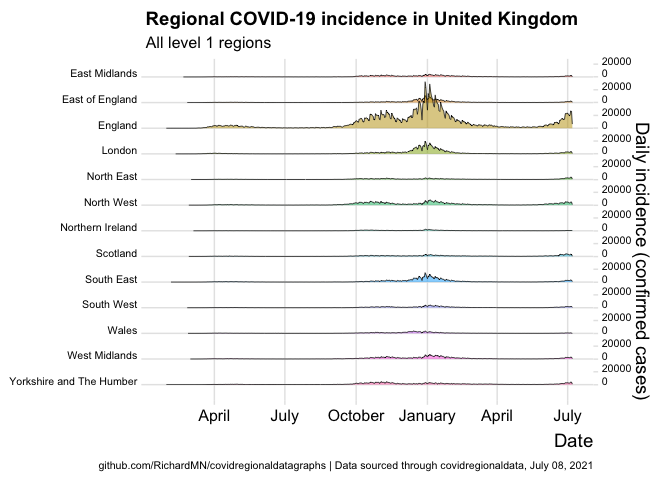 Regional COVID-19 incidence in United Kingdom
All level 1 regions
20000
East Midlands 0
20000
East of England 0
20000
England 0
20000
London 0
20000
North East 0
20000
North West 0
20000
Northern Ireland 0
20000
Scotland 0
20000
South East 0
20000
South West 0
20000
Wales 0
20000
West Midlands 0
20000
Yorkshire and The Humber 0
Daily incidence (confirmed cases)
April July October January April July
Date
github.com/RichardMN/covidregionaldatagraphs | Data sourced through covidregionaldata, July 08, 2021